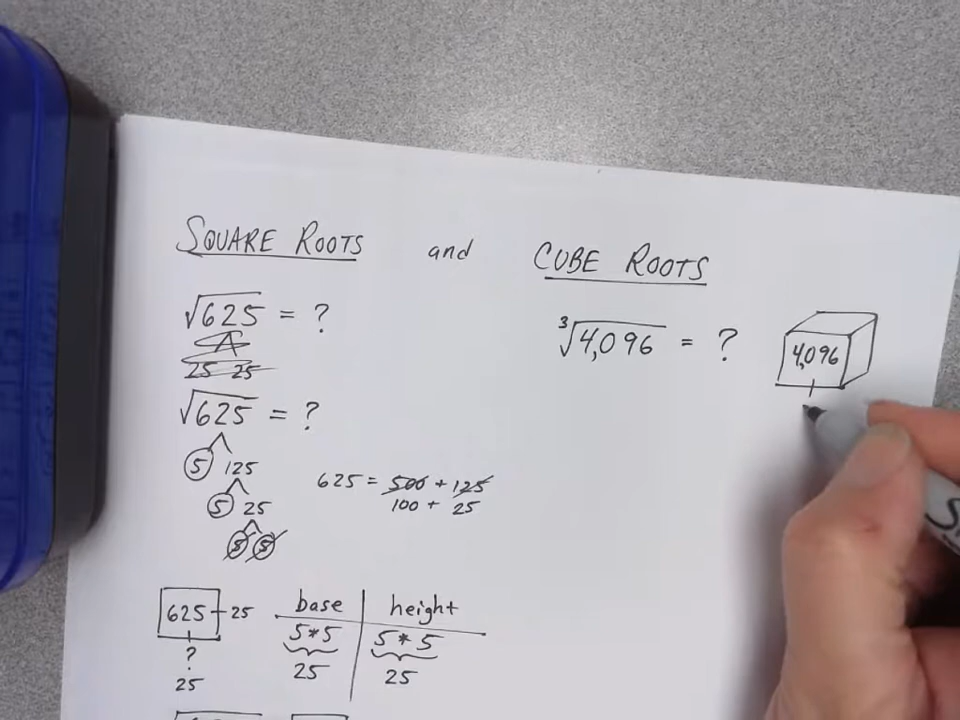 SQUARE ROOTS and CUBE ROOTS
√625 = ?
25 25
√625 = ?
5 125
5 25
5 5
625 = 500 + 125
100 + 25
625 25
?
25
base height
5*5 5*5
25 25
∛4,096 = ?
4,096